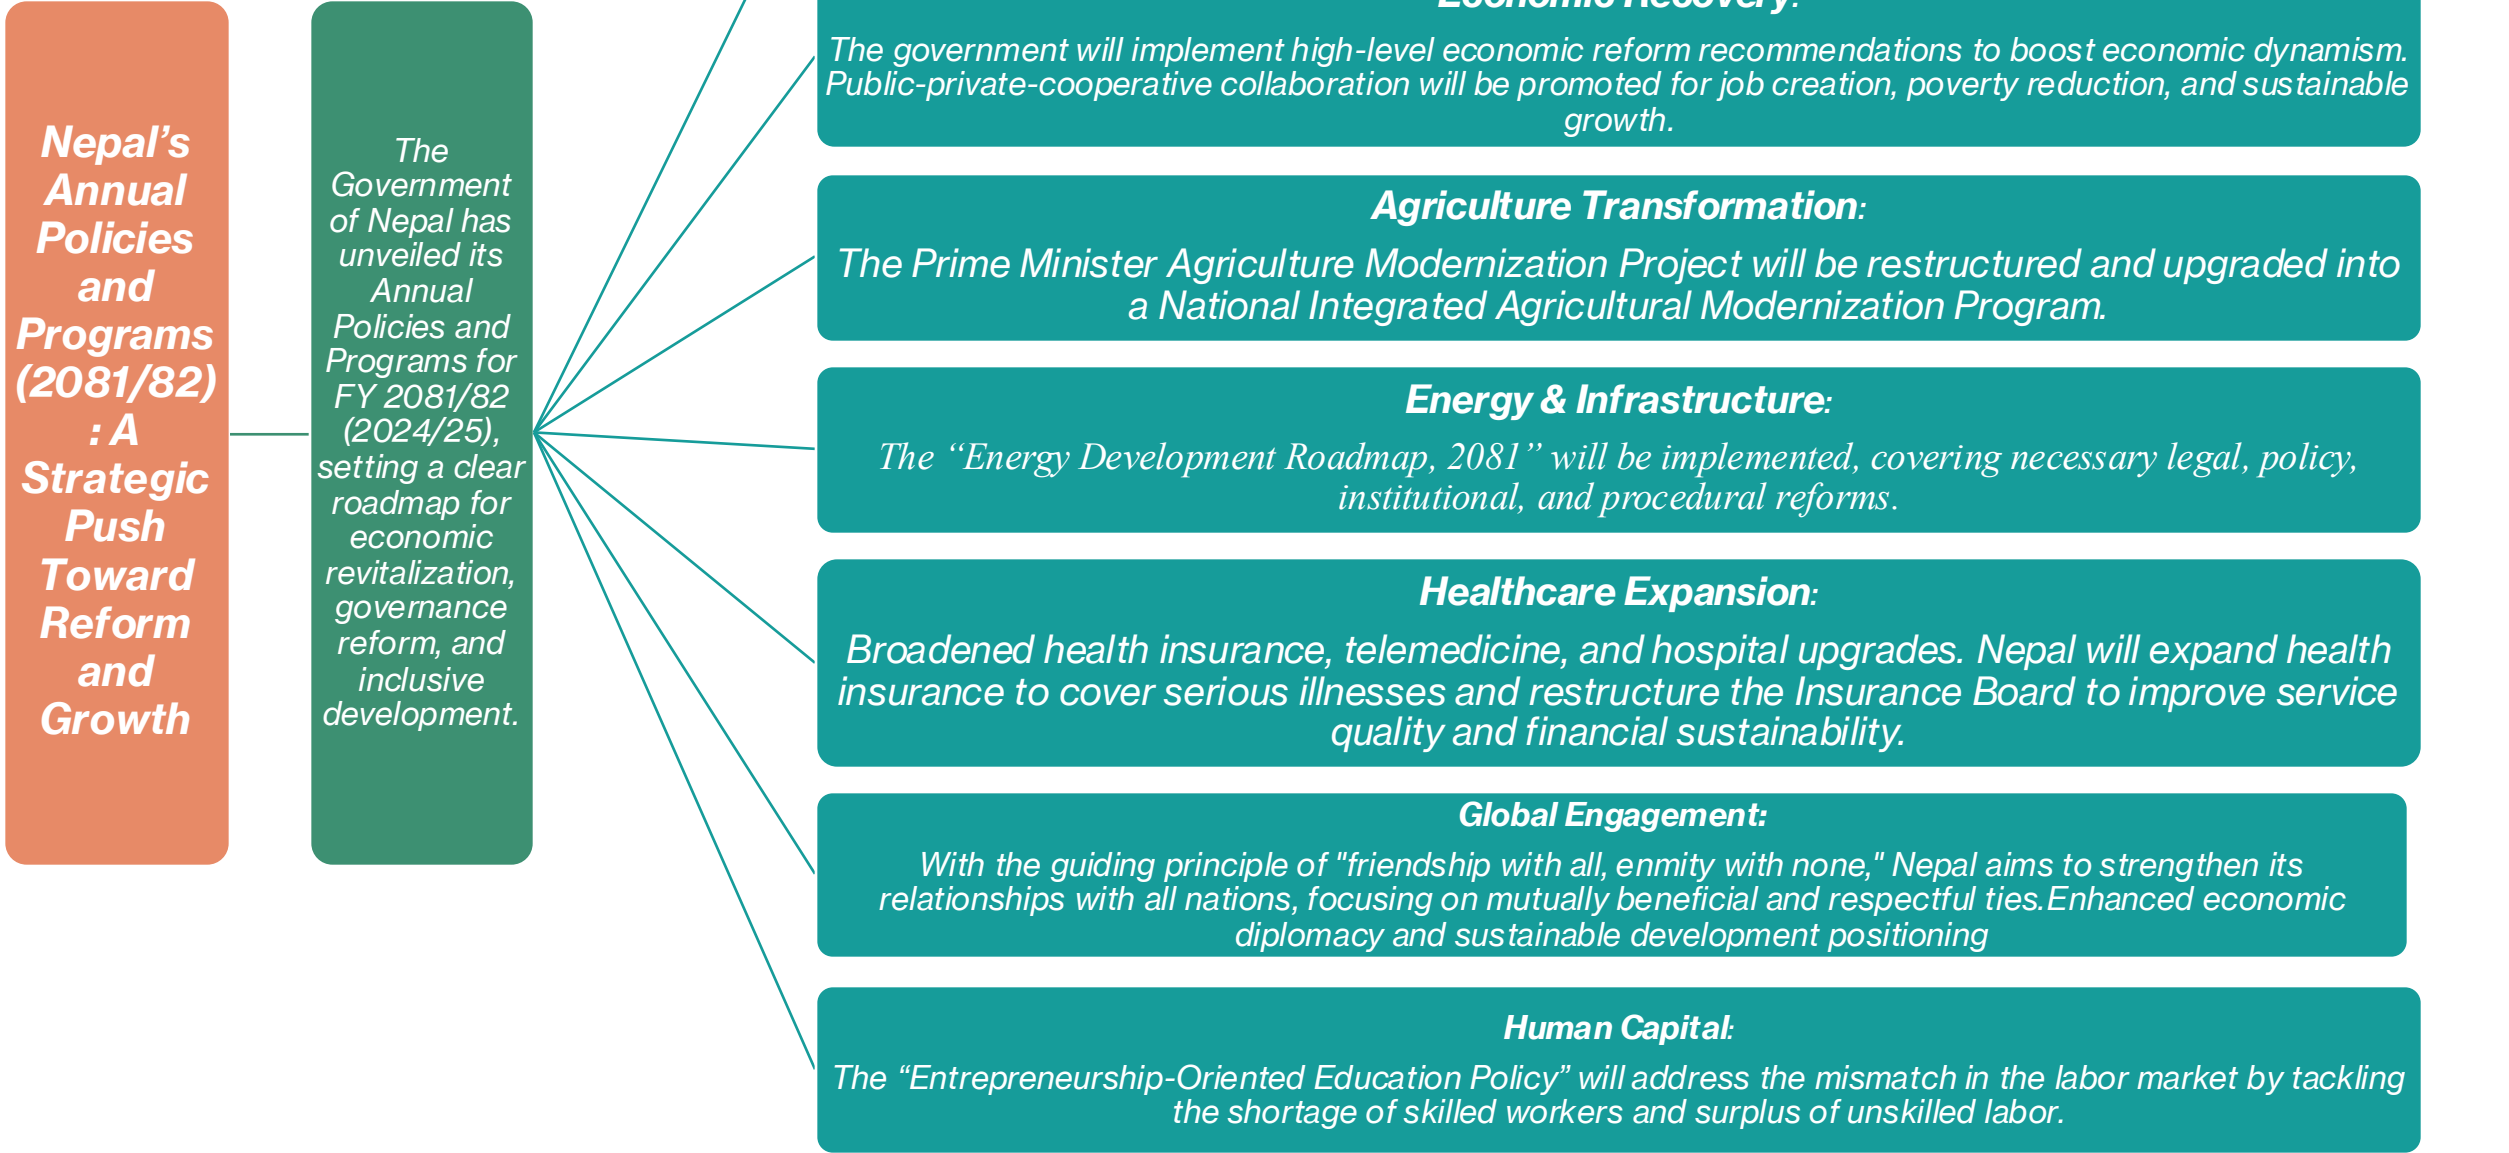 Nepal’s
Annual
Policies
and
Programs
(2081/82)
: A
Strategic
Push
Toward
Reform
and
Growth
The
Government
of Nepal has
unveiled its
Annual
Policies and
Programs for
FY 2081/82
(2024/25),
setting a clear
roadmap for
economic
revitalization,
governance
reform, and
inclusive
development.
Economic Recovery:
The government will implement high-level economic reform recommendations to boost economic dynamism.
Public-private-cooperative collaboration will be promoted for job creation, poverty reduction, and sustainable
growth.
Agriculture Transformation:
The Prime Minister Agriculture Modernization Project will be restructured and upgraded into
a National Integrated Agricultural Modernization Program.
Energy & Infrastructure:
The “Energy Development Roadmap, 2081” will be implemented, covering necessary legal, policy,
institutional, and procedural reforms.
Healthcare Expansion:
Broadened health insurance, telemedicine, and hospital upgrades. Nepal will expand health
insurance to cover serious illnesses and restructure the Insurance Board to improve service
quality and financial sustainability.
Global Engagement:
With the guiding principle of "friendship with all, enmity with none," Nepal aims to strengthen its
relationships with all nations, focusing on mutually beneficial and respectful ties.Enhanced economic
diplomacy and sustainable development positioning
Human Capital:
The “Entrepreneurship-Oriented Education Policy” will address the mismatch in the labor market by tackling
the shortage of skilled workers and surplus of unskilled labor.